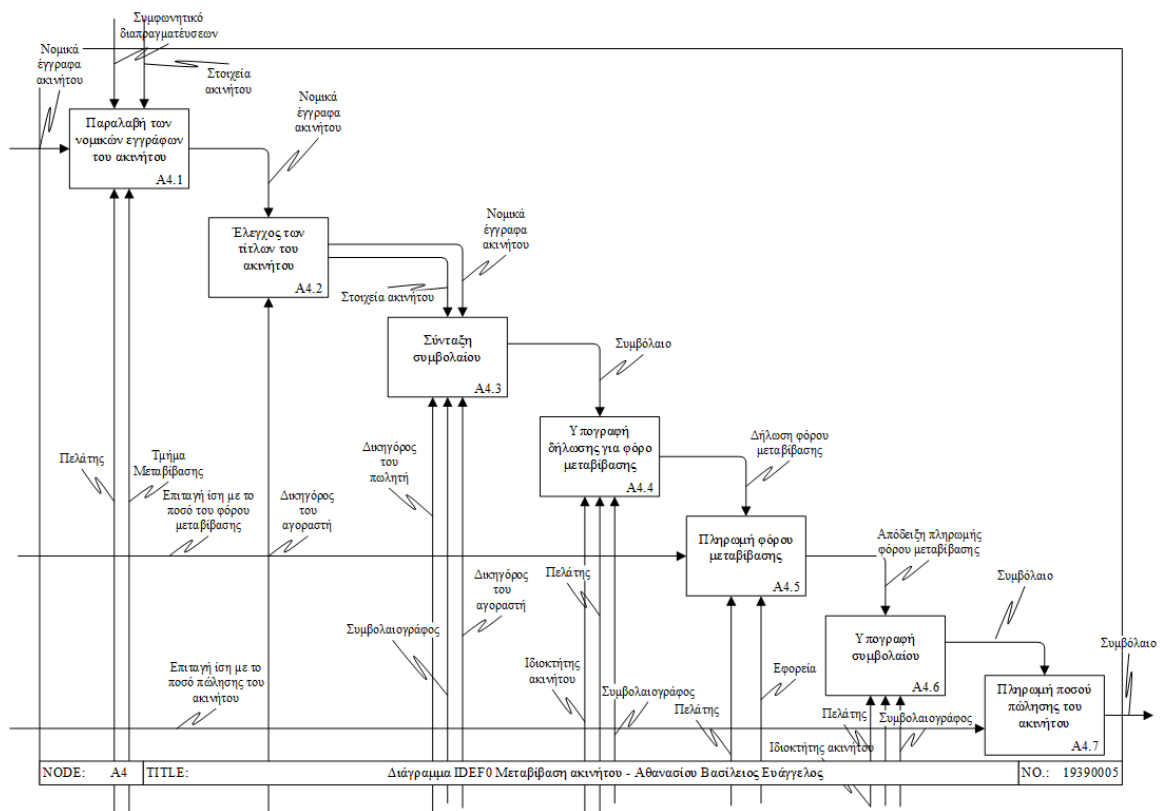 Συμφωνητικό
διαπραγματέυσεων
Νομικά
έγγραφα
ακινήτου
Στοιχεία
ακινήτου
Παραλαβή των
νομικών εγγράφων
του ακινήτου
A4.1
Νομικά
έγγραφα
ακινήτου
Έλεγχος των
τίτλων του
ακινήτου
A4.2
Νομικά
έγγραφα
ακινήτου
Στοιχεία ακινήτου
Σύνταξη
συμβολαίου
A4.3
Συμβόλαιο
Υπογραφή
δήλωσης για φόρο
μεταβίβασης
A4.4
Δήλωση φόρου
μεταβίβασης
Πελάτης
Τμήμα
Μεταβίβασης
Δικηγόρος
του
πωλητή
Επιταγή ίση με το
ποσό του φόρου
μεταβίβασης
Δικηγόρος
του
αγοραστή
Πληρωμή φόρου
μεταβίβασης
A4.5
Απόδειξη πληρωμής
φόρου μεταβίβασης
Πελάτης
Δικηγόρος
του
αγοραστή
Συμβόλαιο
Συμβολαιογράφος
Υπογραφή
συμβολαίου
A4.6
Συμβόλαιο
Επιταγή ίση με το
ποσό πώλησης του
ακινήτου
Ιδιοκτήτης
ακινήτου
Εφορεία
Συμβολαιογράφος
Πελάτης
Πελάτης
Συμβολαιογράφος
Ιδιοκτήτης ακινήτου
Πληρωμή ποσού
πώλησης του
ακινήτου
A4.7
NODE: A4 TITLE: Διάγραμμα IDEF0 Μεταβίβαση ακινήτου - Αθανασίου Βασίλειος Ευάγγελος NO.: 19390005